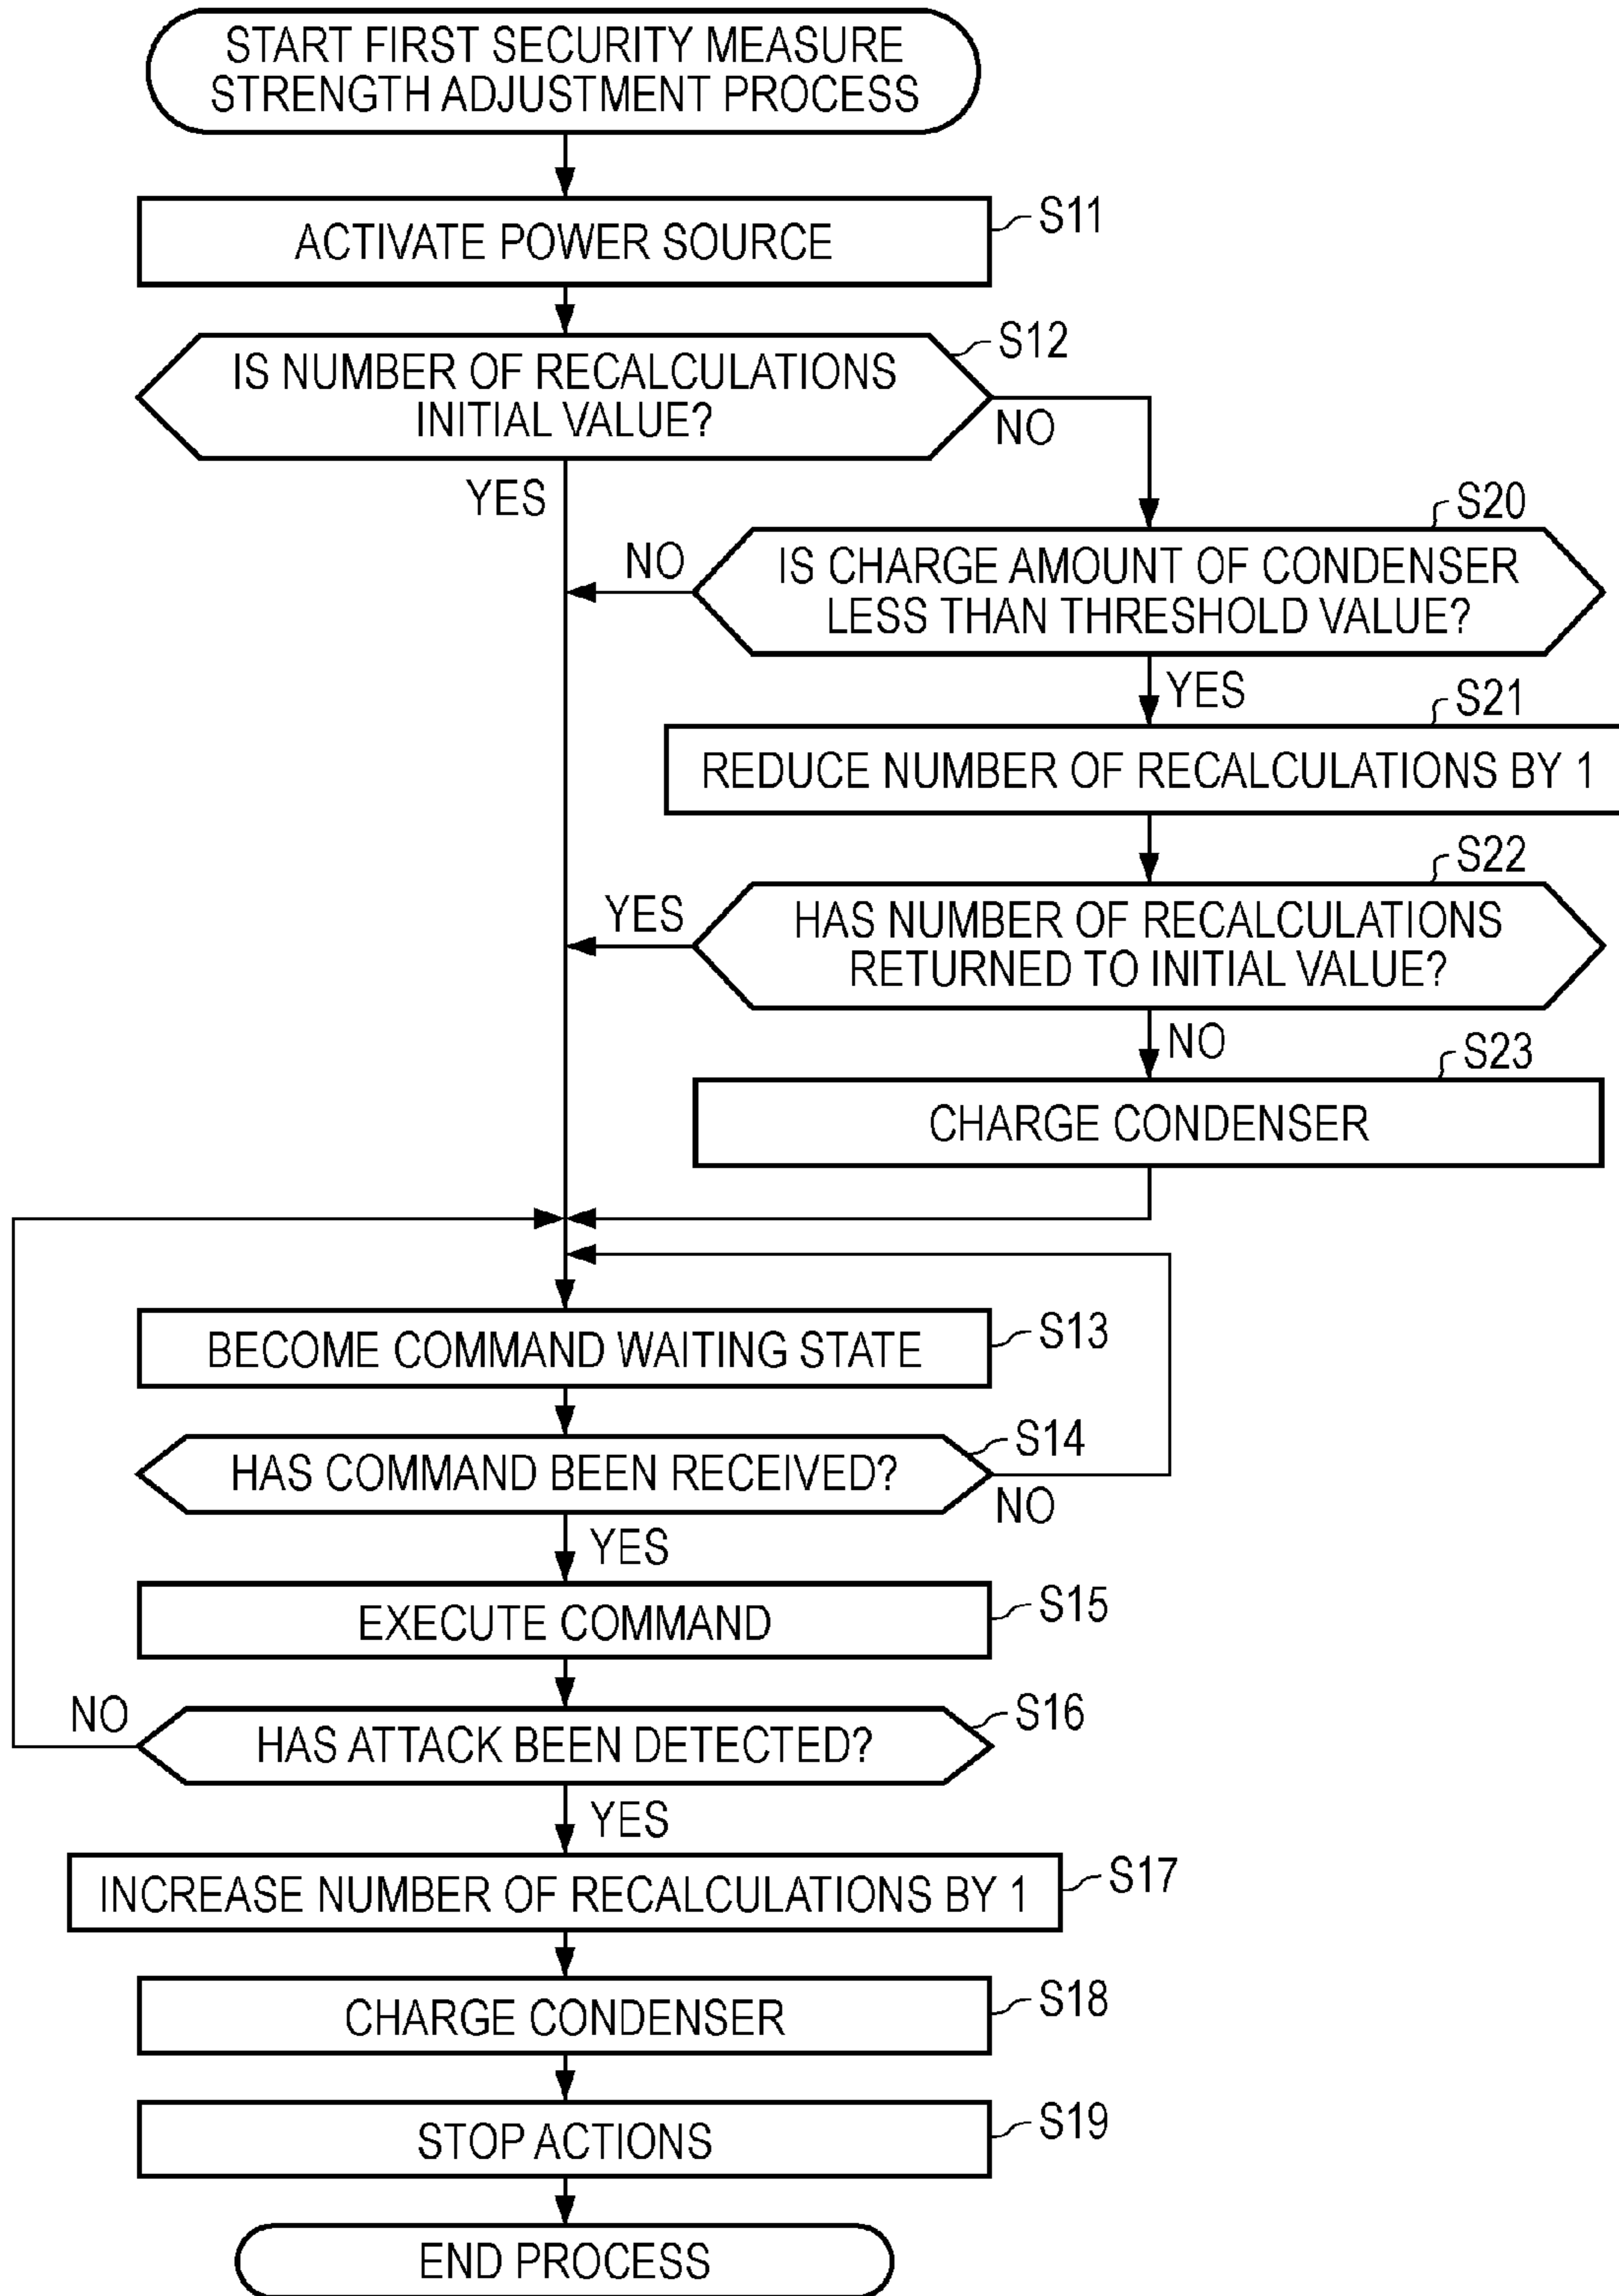 START FIRST SECURITY MEASURE
STRENGTH ADJUSTMENT PROCESS
ACTIVATE POWER SOURCE
S11
IS NUMBER OF RECALCULATIONS
INITIAL VALUE?
S12
NO
YES
S20
NO
IS CHARGE AMOUNT OF CONDENSER
LESS THAN THRESHOLD VALUE?
YES
S21
REDUCE NUMBER OF RECALCULATIONS BY 1
S22
YES
HAS NUMBER OF RECALCULATIONS
RETURNED TO INITIAL VALUE?
NO
S23
CHARGE CONDENSER
BECOME COMMAND WAITING STATE
S13
HAS COMMAND BEEN RECEIVED?
S14
NO
YES
EXECUTE COMMAND
S15
NO
HAS ATTACK BEEN DETECTED?
S16
YES
INCREASE NUMBER OF RECALCULATIONS BY 1
S17
CHARGE CONDENSER
S18
STOP ACTIONS
S19
END PROCESS